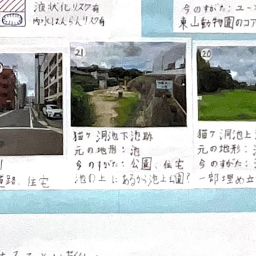 液状化リスク有
内水はんらんリスク有
今のすがた：ユー
東山動物園のコア
21
20
猫ヶ洞池下池跡
元の地形：池
今のすがた：公園、住宅
池の上にあるから池上公園？
猫ヶ洞池上
元の地形：
今のすがた：
一部埋め立
道路、住宅